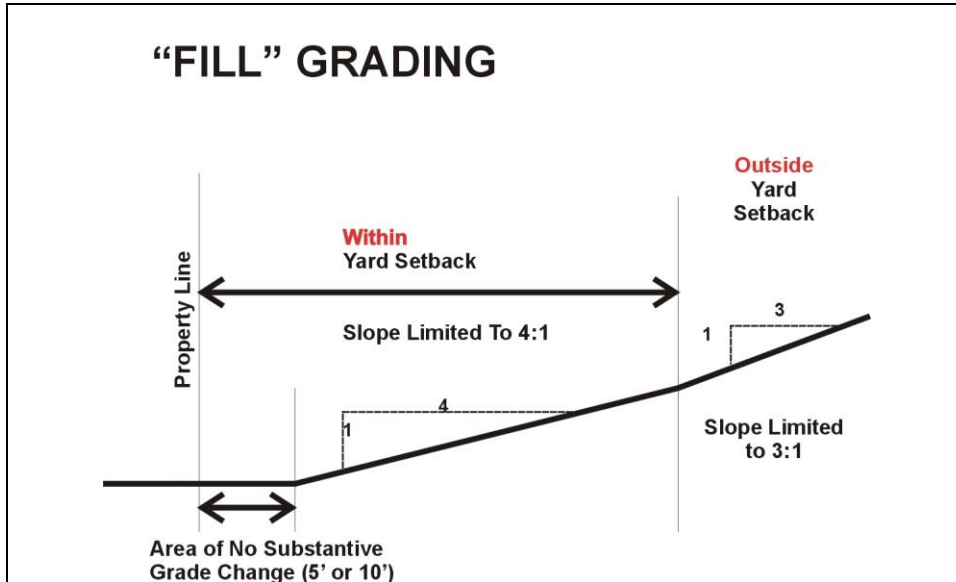 “FILL” GRADING
Outside
Yard
Setback
Within
Yard Setback
Property Line
Slope Limited To 4:1
3
1
4
1
Slope Limited
to 3:1
Area of No Substantive
Grade Change (5’ or 10’)